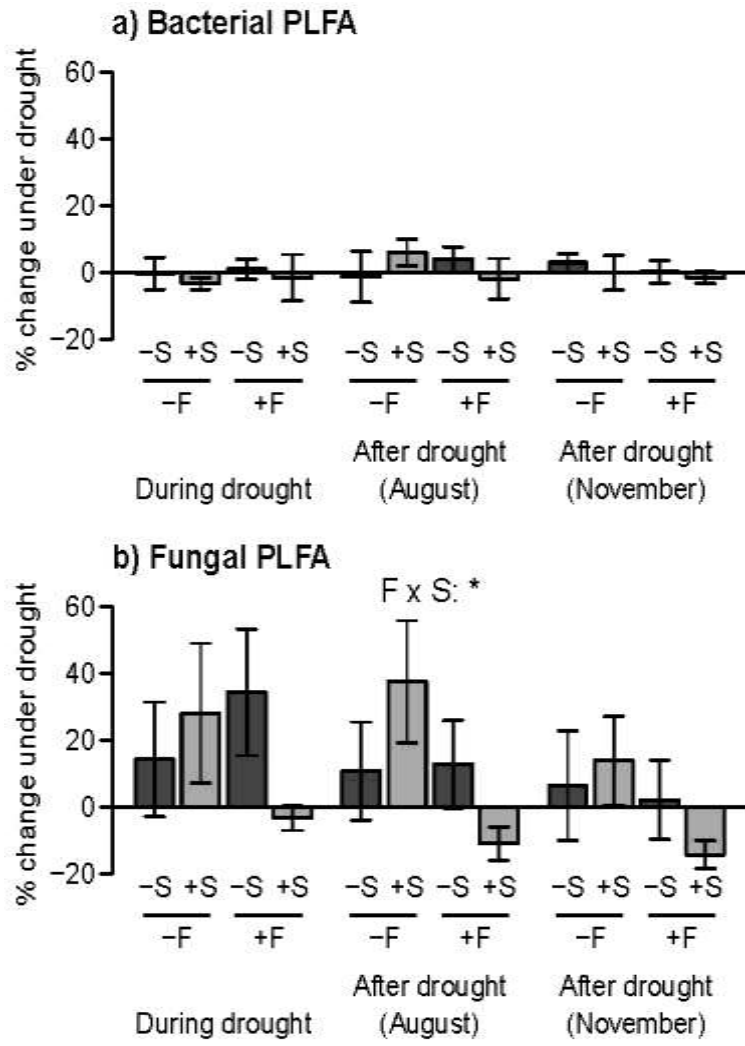 a) Bacterial PLFA
% change under drought
60
40
20
0
−20
−S +S −S +S −S +S −S +S −S +S −S +S
−F +F −F +F −F +F
During drought
After drought
(August)
After drought
(November)
b) Fungal PLFA
F x S: *
% change under drought
60
40
20
0
−20
−S +S −S +S −S +S −S +S −S +S −S +S
−F +F −F +F −F +F
During drought
After drought
(August)
After drought
(November)